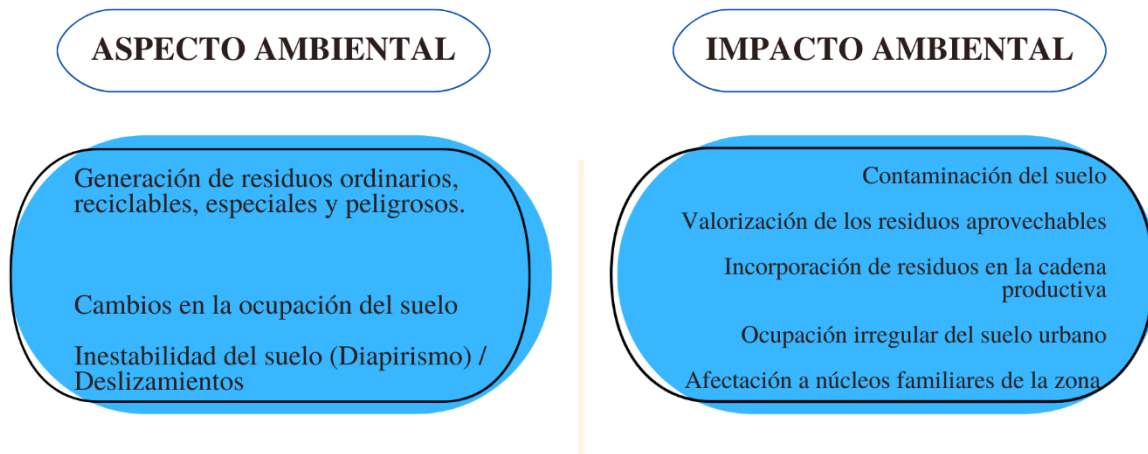 ASPECTO AMBIENTAL
Generación de residuos ordinarios,
reciclables, especiales y peligrosos.
Cambios en la ocupación del suelo
Inestabilidad del suelo (Diapirismo) /
Deslizamientos
IMPACTO AMBIENTAL
Contaminación del suelo
Valorización de los residuos aprovechables
Incorporación de residuos en la cadena
productiva
Ocupación irregular del suelo urbano
Afectación a núcleos familiares de la zona